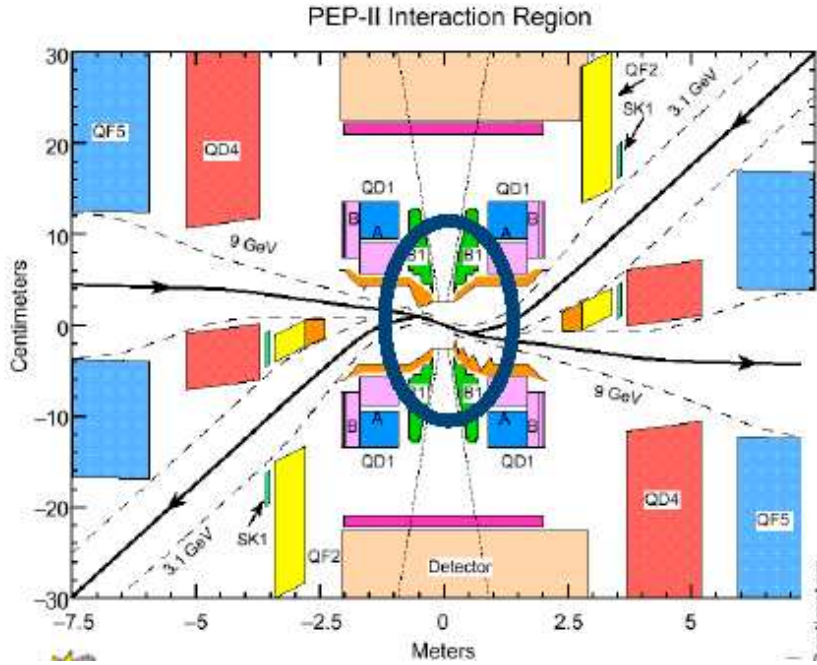 PEP-II Interaction Region
30
20
10
0
−10
−20
−30
Centimeters
QF5
QD4
9 GeV
QD1
QD1
B
A
A
B
B1
B1
QF2
SK1
3.1 GeV
B1
B1
B
A
A
B
QD1
QD1
9 GeV
SK1
3.1 GeV
QF2
Detector
QD4
QF5
−7.5
−5
−2.5
0
2.5
5
Meters